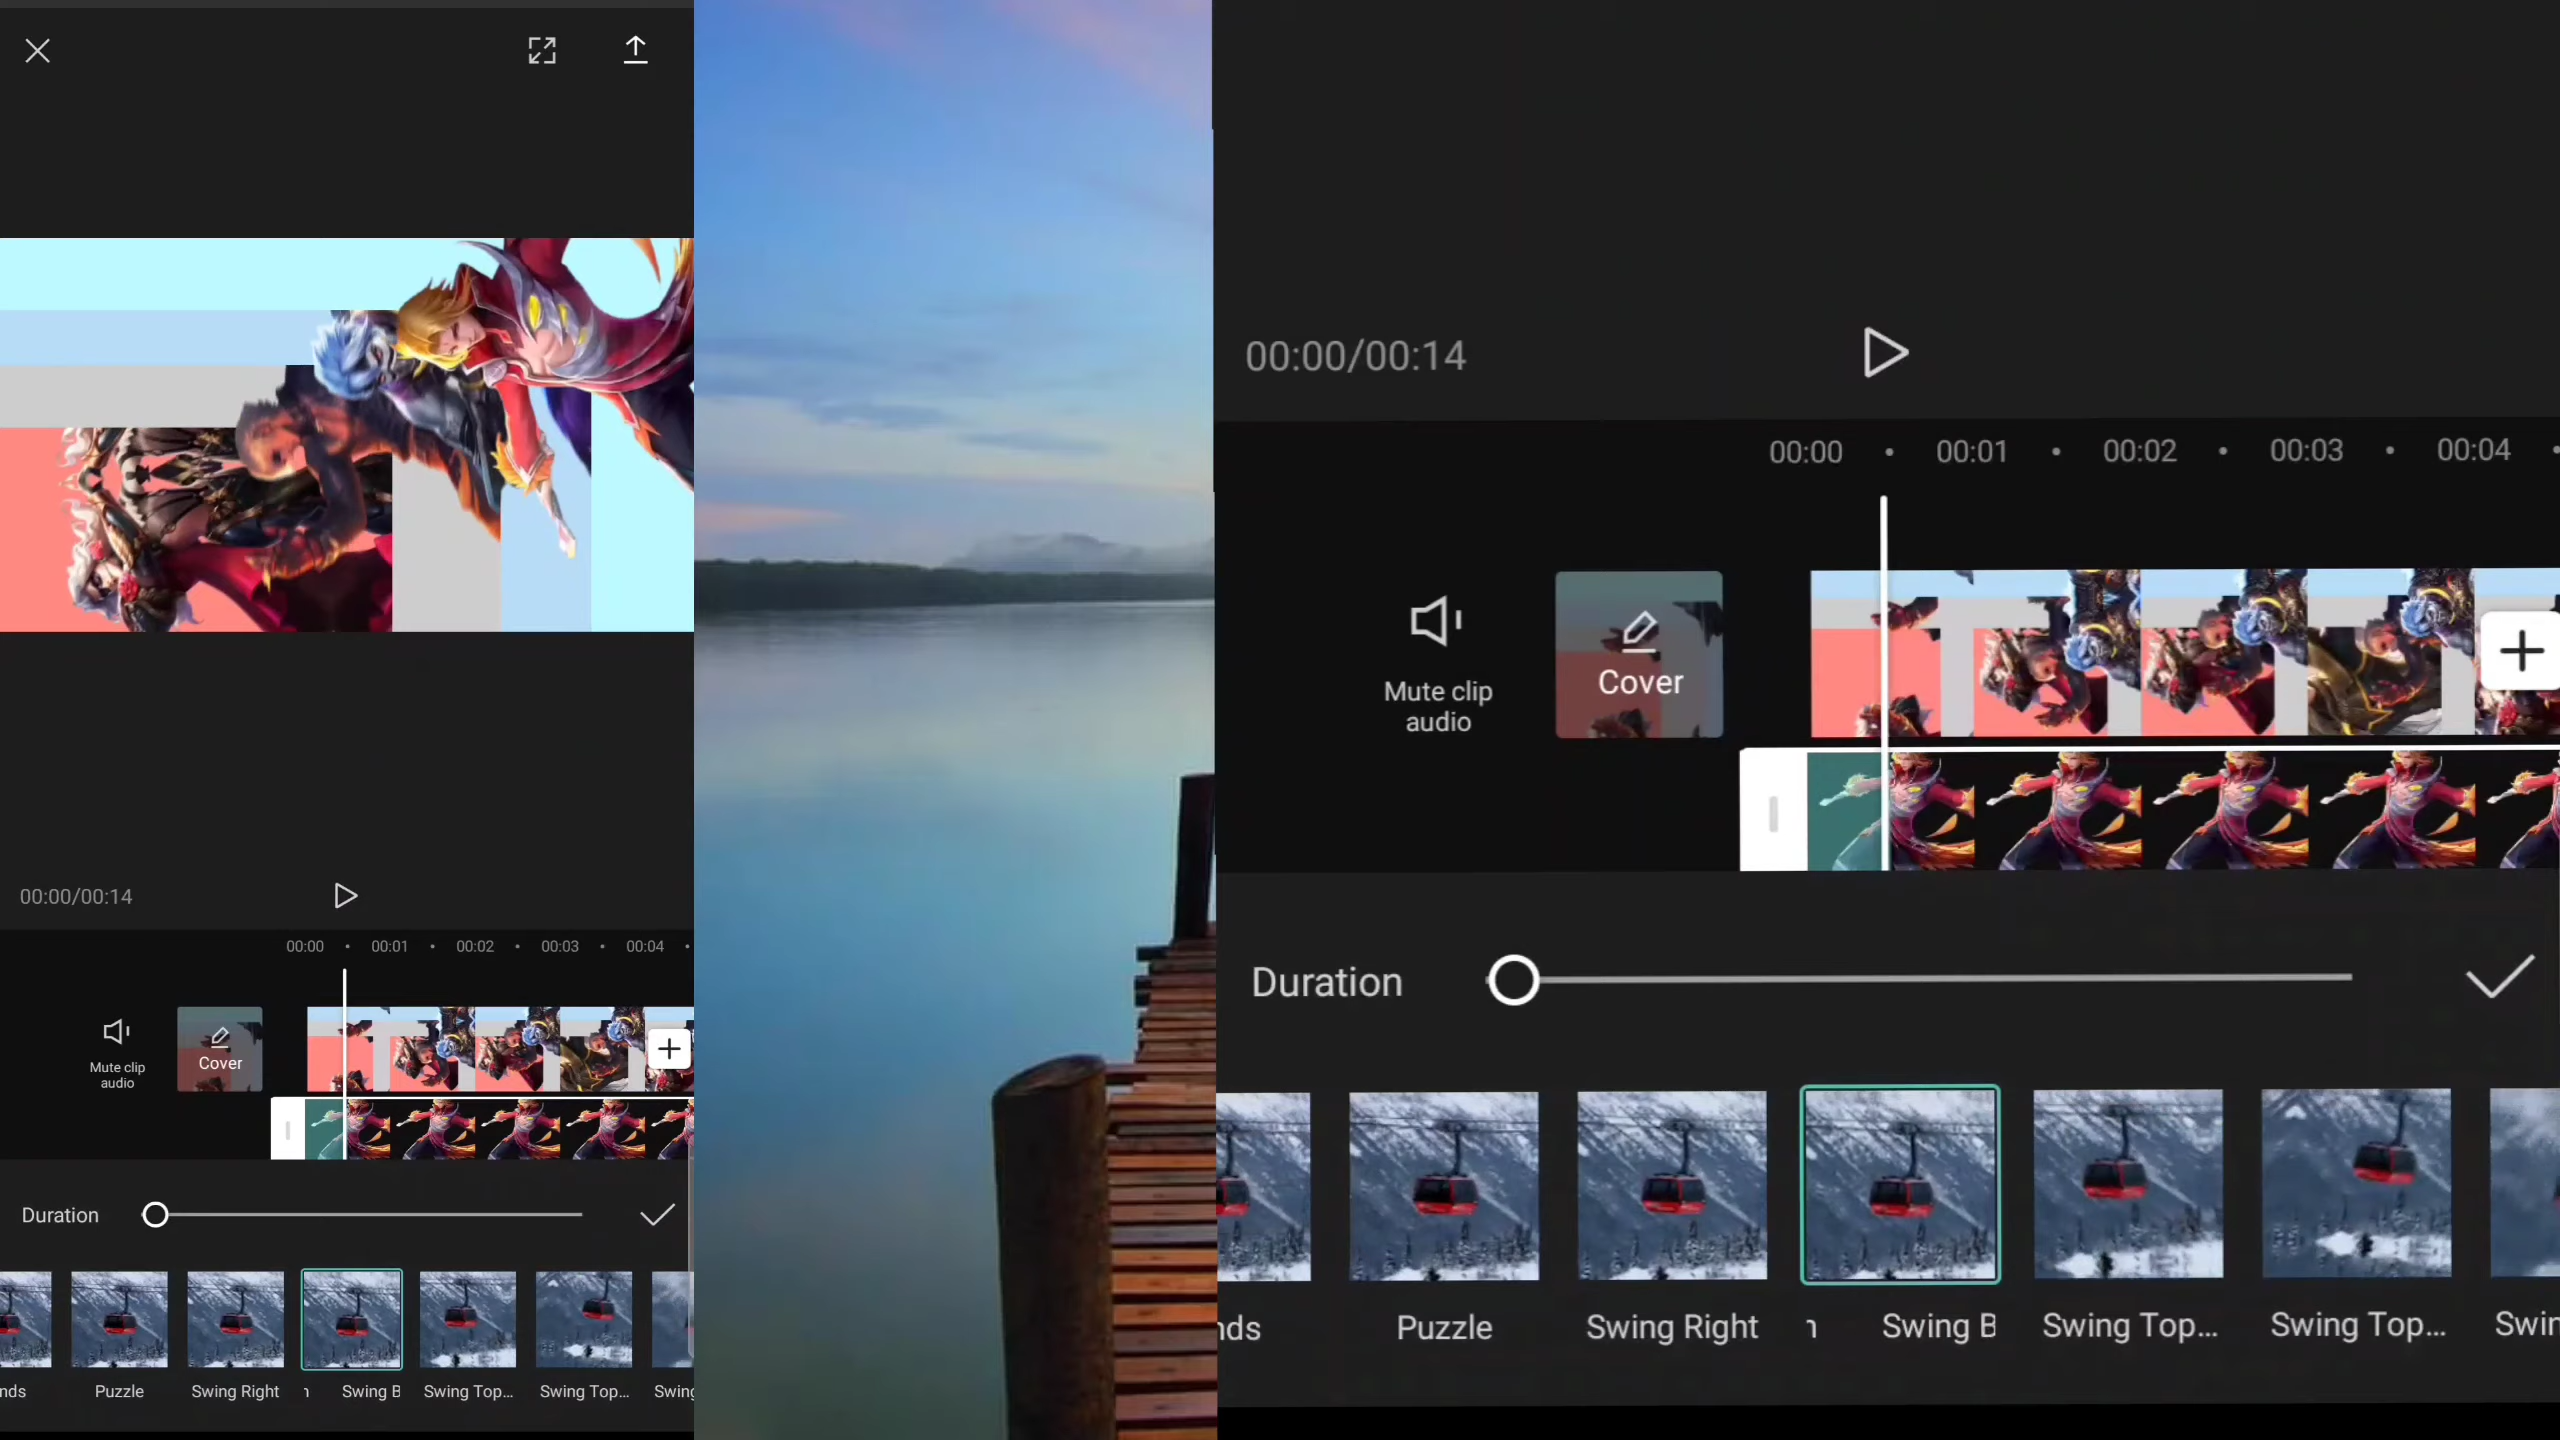 00:00/00:14
00:00 00:01 00:02 00:03 00:04
Mute clip
audio
Cover
Duration
nds Puzzle Swing Right n Swing B Swing Top... Swing Top... Swing
00:00/00:14
00:00 00:01 00:02 00:03 00:04
Mute clip
audio
Cover
Duration
nds Puzzle Swing Right n Swing B Swing Top... Swing Top... Swin